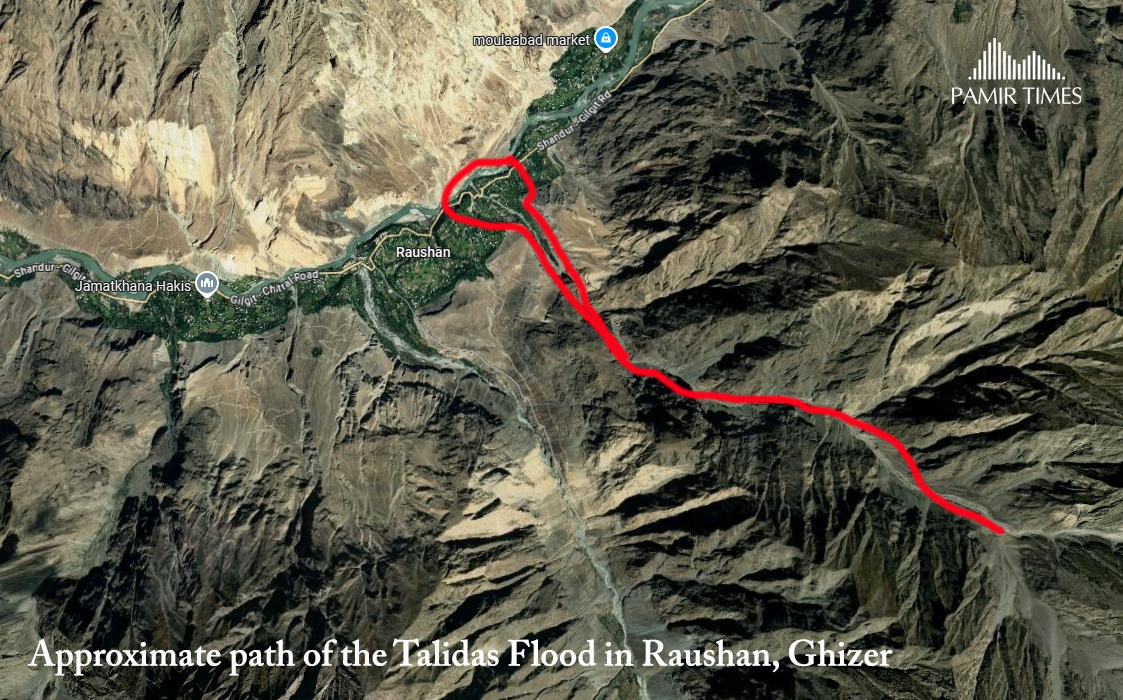 moulaabad market
PAMIR TIMES
Shandur-Gilgit Rd
Raushan
Shandur-Gilgit
Jamatkhana Hakis
Gilgit-Chitral Road
Approximate path of the Talidas Flood in Raushan, Ghizer